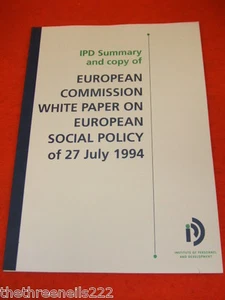 IPD Summary
and copy of
EUROPEAN
COMMISSION
WHITE PAPER ON
EUROPEAN
SOCIAL POLICY
of 27 July 1994
INSTITUTE OF PERSONNEL
AND DEVELOPMENT
thethreenells222